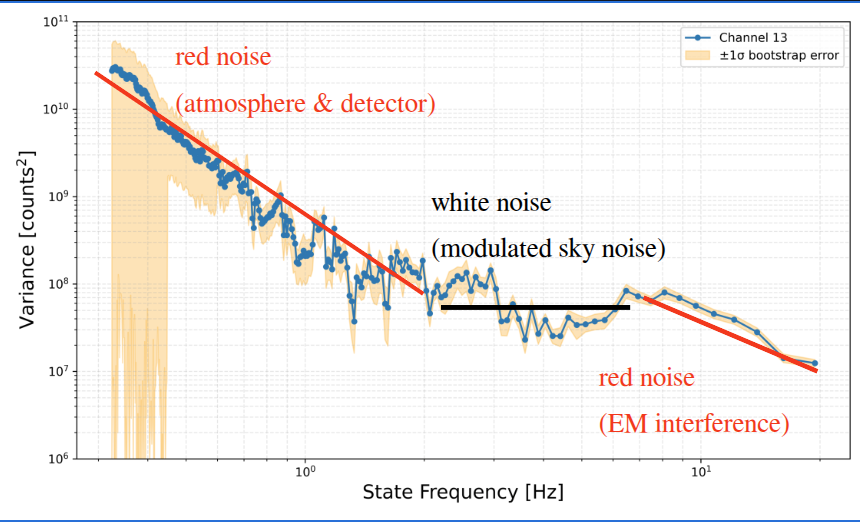 10¹¹
red noise
Channel 13
±1σ bootstrap error
(atmosphere & detector)
10¹⁰
10⁹
white noise
(modulated sky noise)
Variance [counts²]
10⁸
10⁷
red noise
(EM interference)
10⁶
10⁰
10¹
State Frequency [Hz]